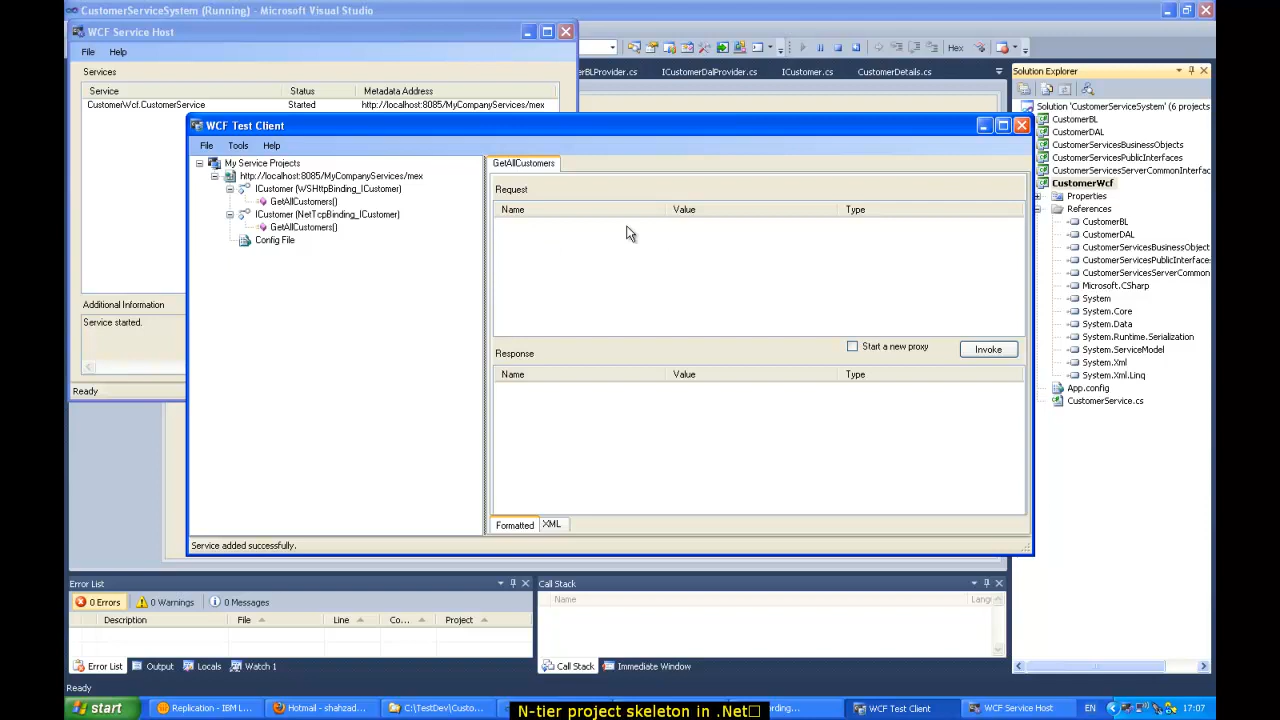 CustomerServiceSystem (Running) - Microsoft Visual Studio
WCF Service Host
File Help
Hex
Services
rBLProvider.cs ICustomerDalProvider.cs ICustomer.cs CustomerDetails.cs
Solution Explorer
Service Status Metadata Address
CustomerWcf.CustomerService Started http://localhost:8085/MyCompanyServices/mex
Solution 'CustomerServiceSystem' (6 projects
CustomerBL
CustomerDAL
CustomerServicesBusinessObjects
CustomerServicesPublicInterfaces
CustomerServicesServerCommonInterfac
CustomerWcf
Properties
References
CustomerBL
CustomerDAL
CustomerServicesBusinessObject
CustomerServicesPublicInterfaces
CustomerServicesServerCommon
Microsoft.CSharp
System
System.Core
System.Data
System.Runtime.Serialization
System.ServiceModel
System.Xml
System.Xml.Linq
App.config
CustomerService.cs
WCF Test Client
File Tools Help
My Service Projects
http://localhost:8085/MyCompanyServices/mex
ICustomer (WSHttpBinding_ICustomer)
GetAllCustomers()
ICustomer (NetTcpBinding_ICustomer)
GetAllCustomers()
Config File
GetAllCustomers
Request
Name Value Type
Start a new proxy Invoke
Response
Name Value Type
Formatted XML
Service added successfully.
Additional Information
Service started.
Ready
Error List
0 Errors 0 Warnings 0 Messages
Description File Line Co... Project
Error List Output Locals Watch 1
Call Stack
Name Lang
Call Stack Immediate Window
Ready
start Replication - IBM L... Hotmail - shahzad... C:\TestDev\Custo... ording... WCF Test Client WCF Service Host EN 17:07
N-tier project skeleton in .Net